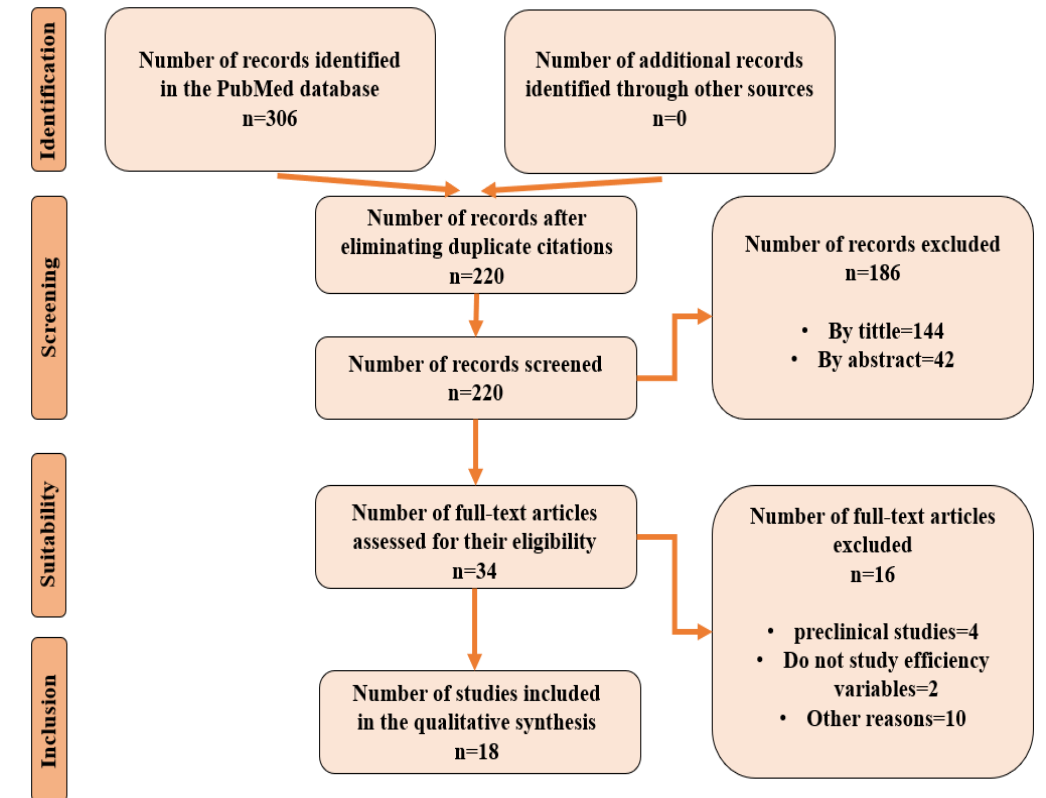 Identification
Number of records identified
in the PubMed database
n=306
Number of additional records
identified through other sources
n=0
Screening
Number of records after
eliminating duplicate citations
n=220
Number of records excluded
n=186
• By tittle=144
• By abstract=42
Number of records screened
n=220
Suitability
Number of full-text articles
assessed for their eligibility
n=34
Number of full-text articles
excluded
n=16
• preclinical studies=4
• Do not study efficiency
variables=2
• Other reasons=10
Inclusion
Number of studies included
in the qualitative synthesis
n=18